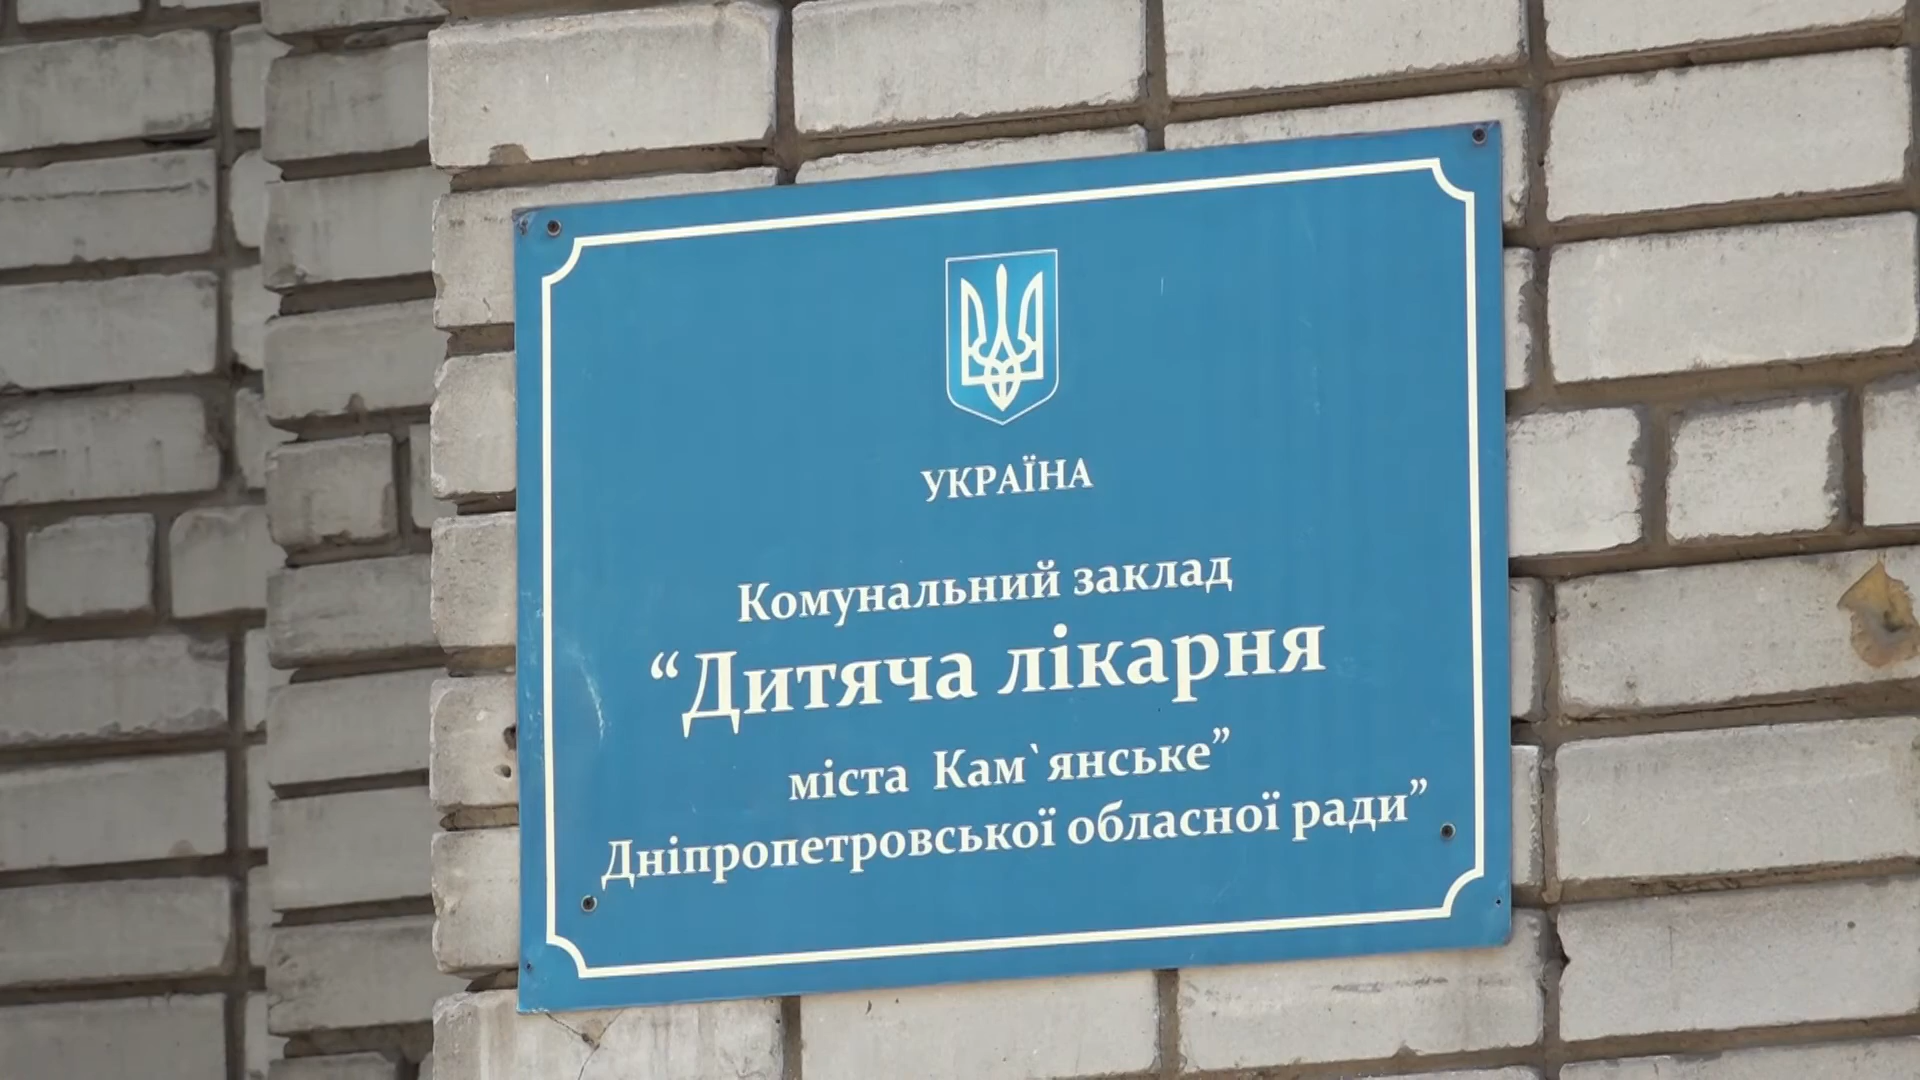 УКРАЇНА
Комунальний заклад
“Дитяча лікарня
міста Кам`янське”
Дніпропетровської обласної ради”